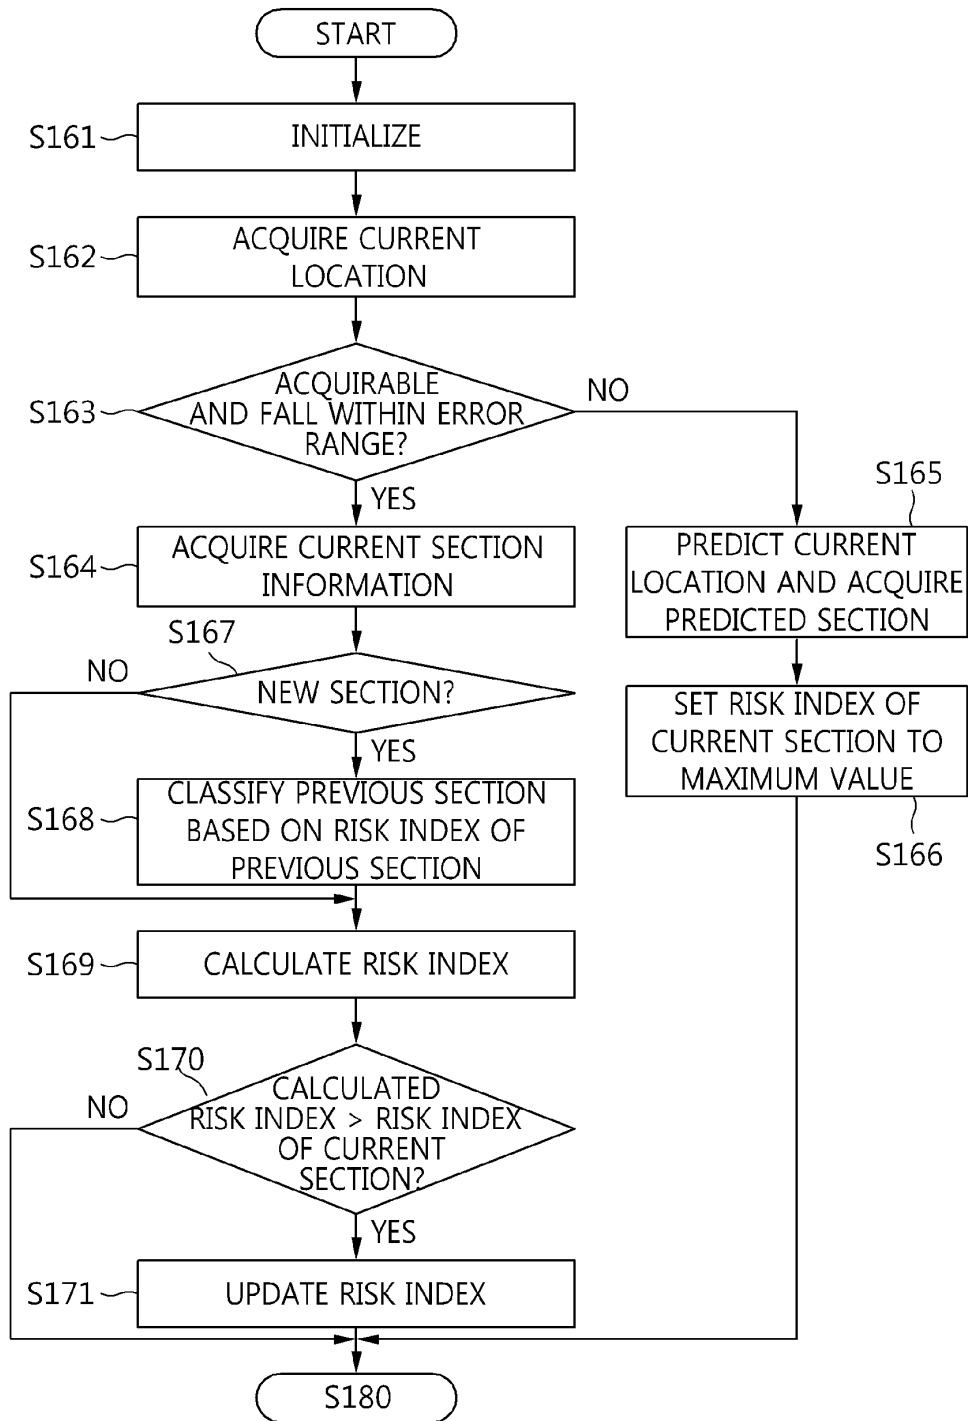 START
S161
INITIALIZE
S162
ACQUIRE CURRENT
LOCATION
S163
ACQUIRABLE
AND FALL WITHIN ERROR
RANGE?
NO
YES
S164
ACQUIRE CURRENT SECTION
INFORMATION
S165
PREDICT CURRENT
LOCATION AND ACQUIRE
PREDICTED SECTION
S167
NO
NEW SECTION?
YES
SET RISK INDEX OF
CURRENT SECTION TO
MAXIMUM VALUE
S166
S168
CLASSIFY PREVIOUS SECTION
BASED ON RISK INDEX OF
PREVIOUS SECTION
S169
CALCULATE RISK INDEX
S170
NO
CALCULATED
RISK INDEX > RISK INDEX
OF CURRENT
SECTION?
YES
S171
UPDATE RISK INDEX
S180